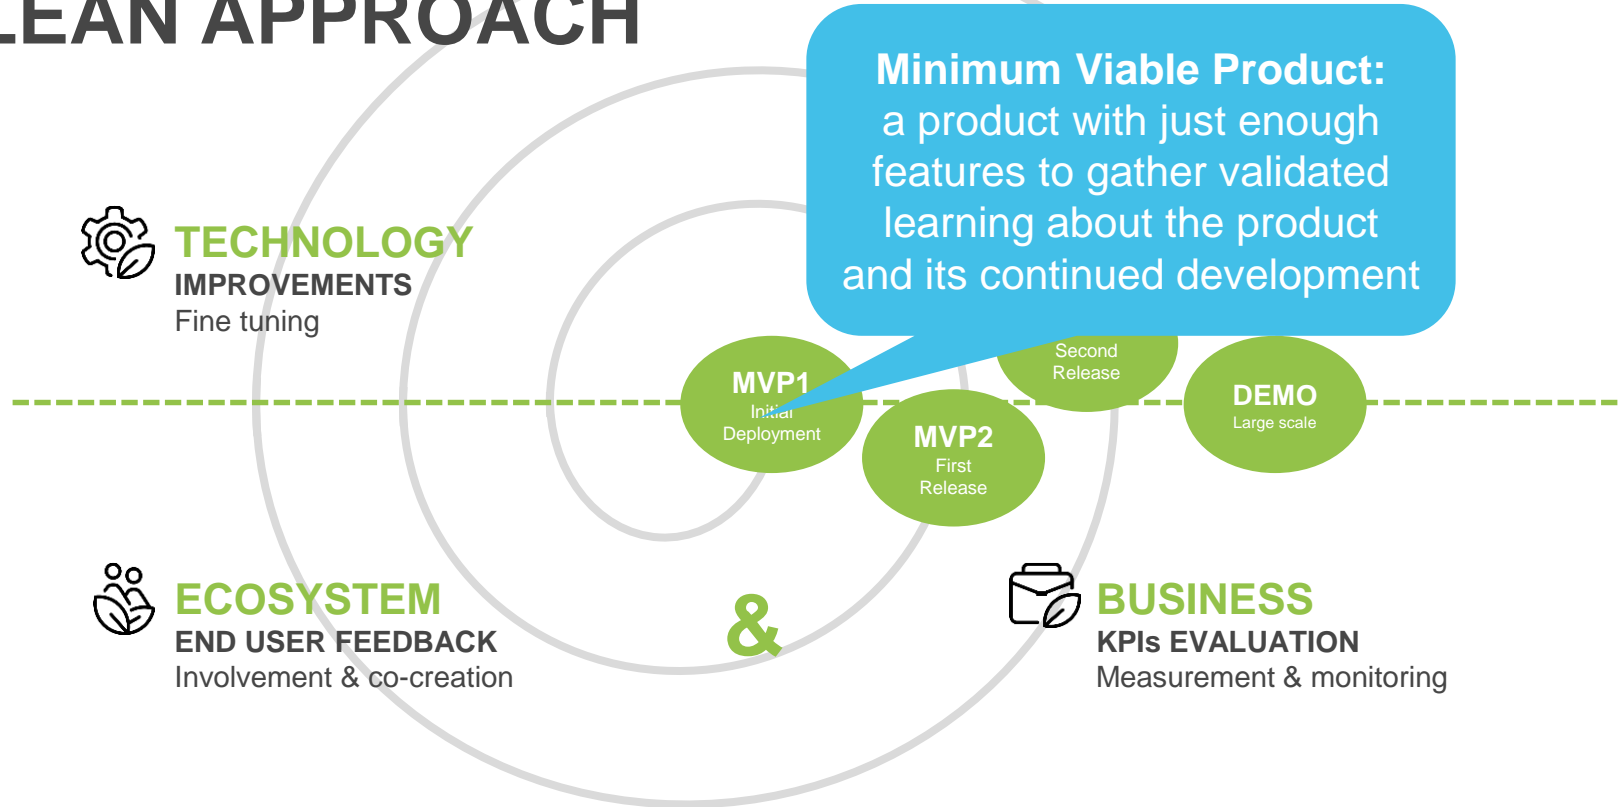 LEAN APPROACH
Minimum Viable Product:
a product with just enough
features to gather validated
learning about the product
and its continued development
TECHNOLOGY
IMPROVEMENTS
Fine tuning
MVP1
Initial
Deployment
MVP2
First
Release
Second
Release
DEMO
Large scale
ECOSYSTEM
END USER FEEDBACK
Involvement & co-creation
&
BUSINESS
KPIs EVALUATION
Measurement & monitoring